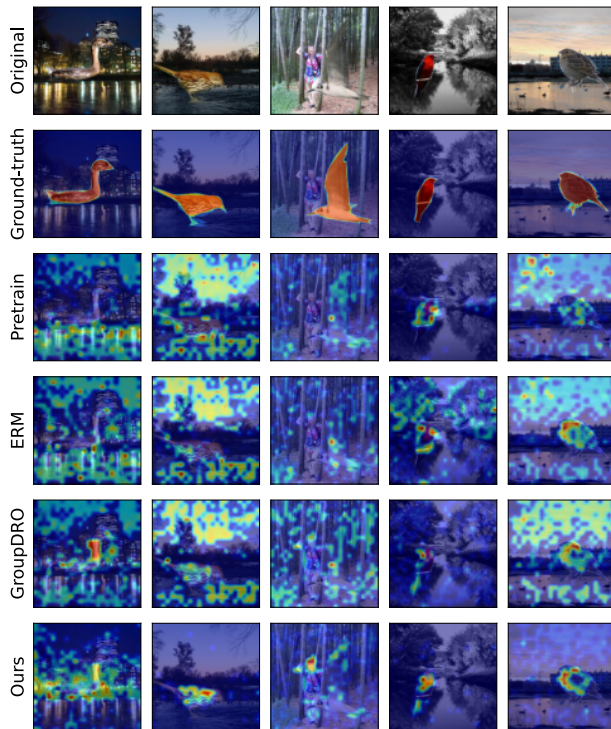 Original
Ground-truth
Pretrain
ERM
GroupDRO
Ours